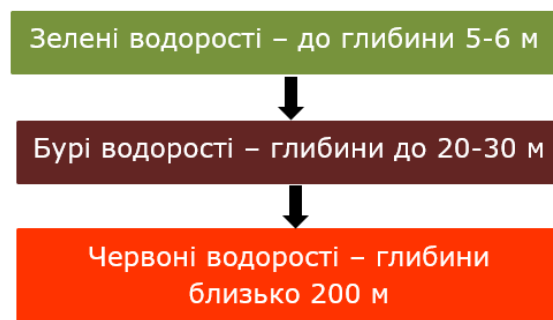 Зелені водорості – до глибини 5-6 м
Бурі водорості – глибини до 20-30 м
Червоні водорості – глибини
близько 200 м